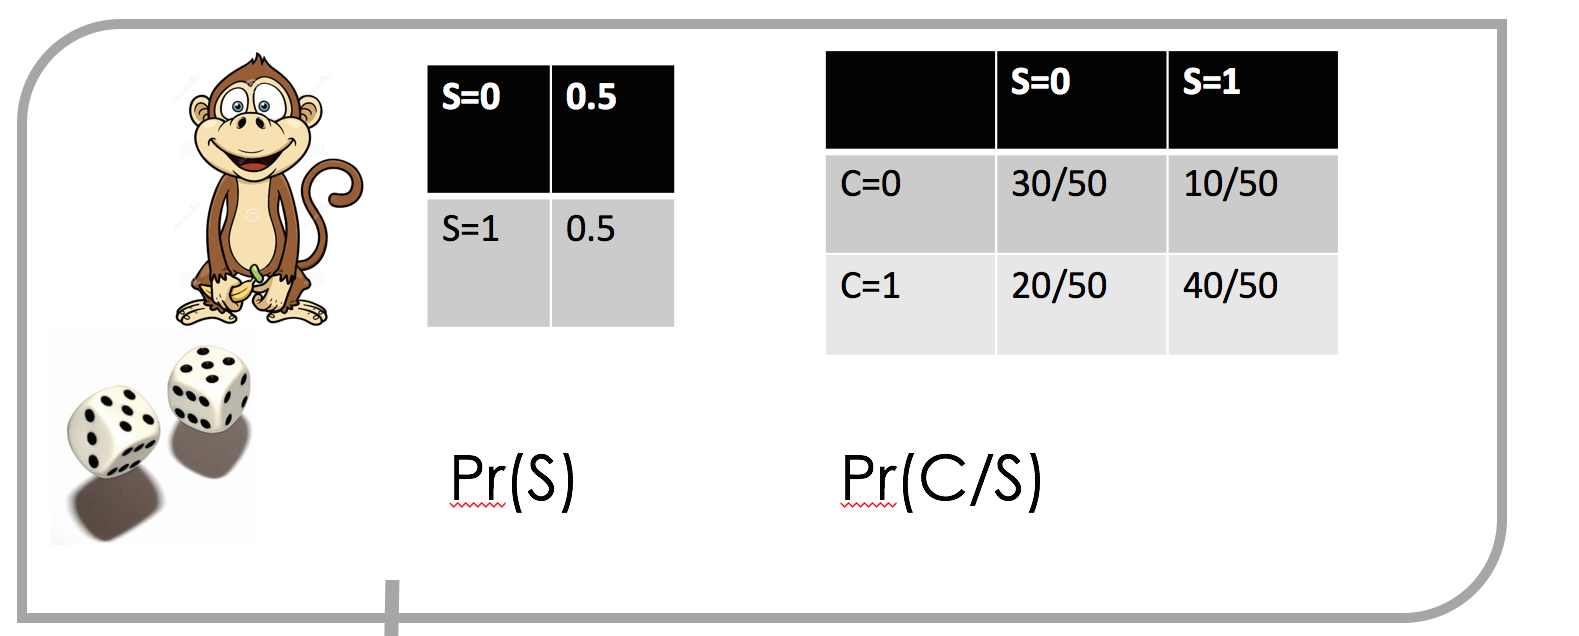 S=0 0.5
S=1 0.5
S=0 S=1
C=0 30/50 10/50
C=1 20/50 40/50
Pr(S)
Pr(C/S)